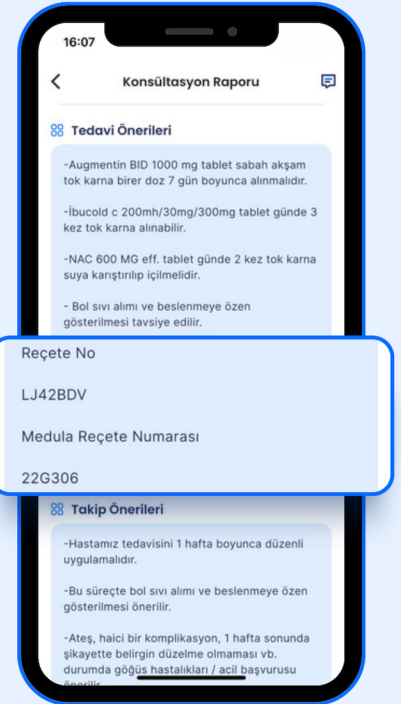 16:07
Konsültasyon Raporu
Tedavi Önerileri
-Augmentin BID 1000 mg tablet sabah akşam
tok karna birer doz 7 gün boyunca alınmalıdır.
-İbucold c 200mh/30mg/300mg tablet günde 3
kez tok karna alınabilir.
-NAC 600 MG eff. tablet günde 2 kez tok karna
suya karıştırılıp içilmelidir.
- Bol sıvı alımı ve beslenmeye özen
gösterilmesi tavsiye edilir.
Reçete No
LJ42BDV
Medula Reçete Numarası
22G306
Takip Önerileri
-Hastamız tedavisini 1 hafta boyunca düzenli
uygulamalıdır.
-Bu süreçte bol sıvı alımı ve beslenmeye özen
gösterilmesi önerilir.
-Ateş, haici bir komplikasyon, 1 hafta sonunda
şikayette belirgin düzelme olmaması vb.
durumda göğüs hastalıkları / acil başvurusu
önerilir.